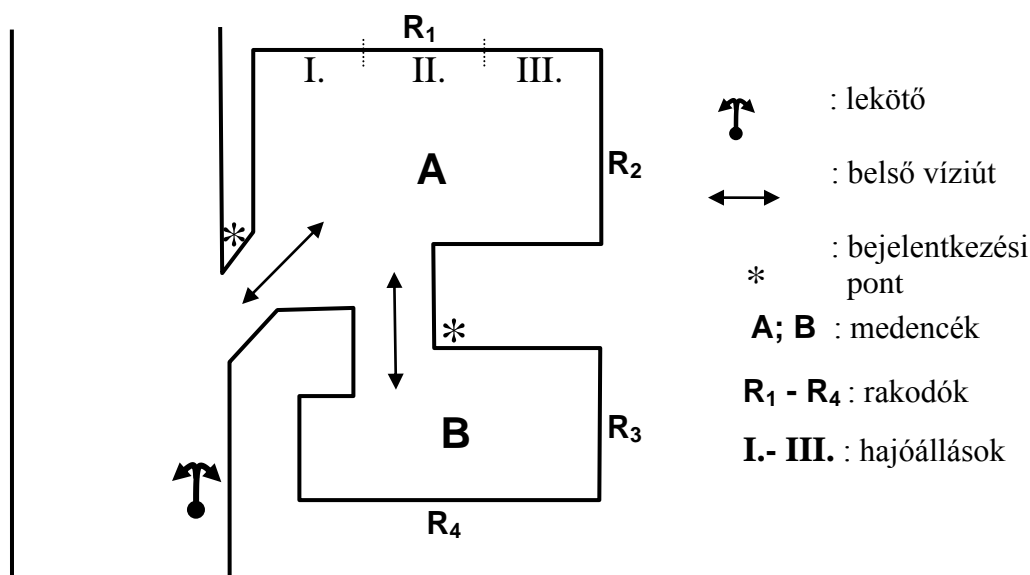 R1
I. II. III.
A
R2
B
R3
R4
: lekötő
: belső víziút
: bejelentkezési
* pont
A; B : medencék
R1 - R4 : rakodók
I.- III. : hajóállások